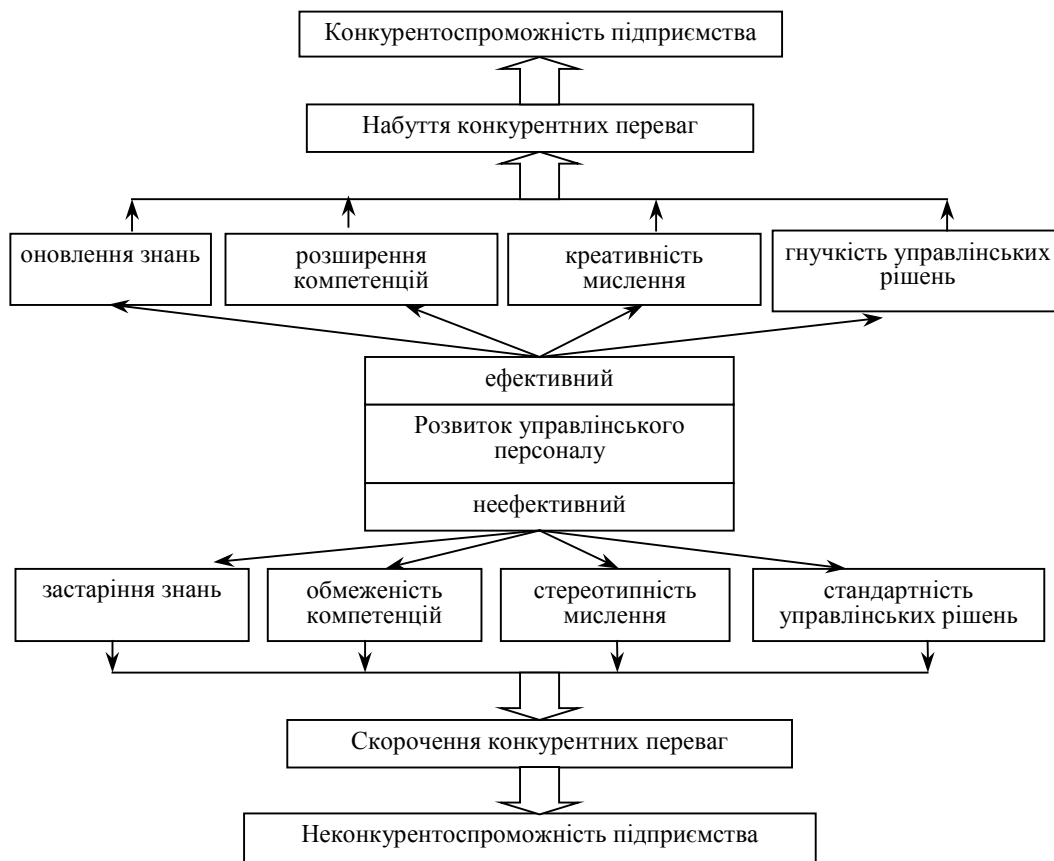 Конкурентоспроможність підприємства
Набуття конкурентних переваг
оновлення знань
розширення
компетенцій
креативність
мислення
гнучкість управлінських
рішень
ефективний
Розвиток управлінського
персоналу
неефективний
застаріння знань
обмеженість
компетенцій
стереотипність
мислення
стандартність
управлінських рішень
Скорочення конкурентних переваг
Неконкурентоспроможність підприємства